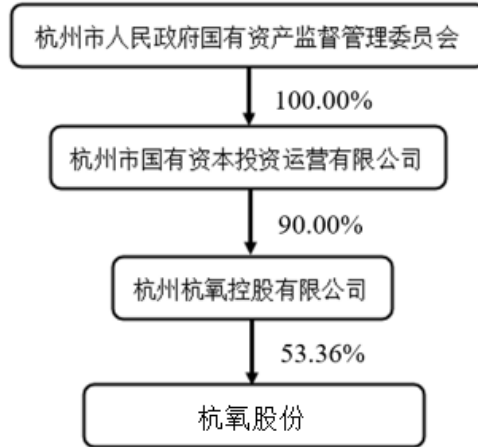 杭州市人民政府国有资产监督管理委员会
100.00%
杭州市国有资本投资运营有限公司
90.00%
杭州杭氧控股有限公司
53.36%
杭氧股份